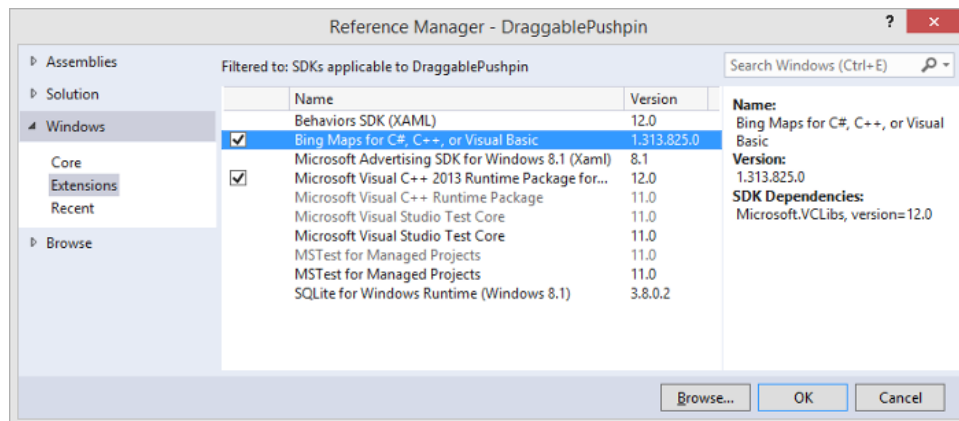 Reference Manager - DraggablePushpin
?
Assemblies
Solution
Windows
Core
Extensions
Recent
Browse
Filtered to: SDKs applicable to DraggablePushpin
Name Version
Behaviors SDK (XAML) 12.0
Bing Maps for C#, C++, or Visual Basic 1.313.825.0
Microsoft Advertising SDK for Windows 8.1 (Xaml) 8.1
Microsoft Visual C++ 2013 Runtime Package for... 12.0
Microsoft Visual C++ Runtime Package 11.0
Microsoft Visual Studio Test Core 11.0
Microsoft Visual Studio Test Core 11.0
MSTest for Managed Projects 11.0
MSTest for Managed Projects 11.0
SQLite for Windows Runtime (Windows 8.1) 3.8.0.2
Search Windows (Ctrl+E)
Name:
Bing Maps for C#, C++, or Visual
Basic
Version:
1.313.825.0
SDK Dependencies:
Microsoft.VCLibs, version=12.0
Browse... OK Cancel